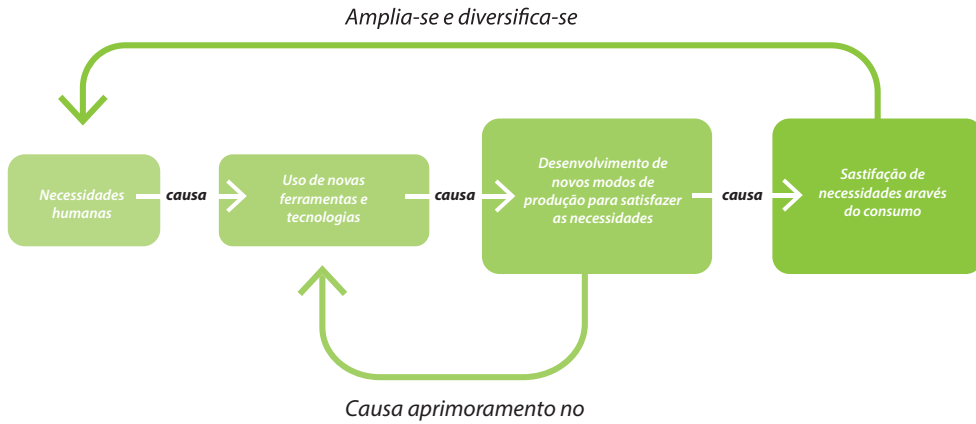 Amplia-se e diversifica-se
Necessidades
humanas
causa
Uso de novas
ferramentas e
tecnologias
causa
Desenvolvimento de
novos modos de
produção para satisfazer
as necessidades
causa
Sastifação de
necessidades aravés
do consumo
Causa aprimoramento no